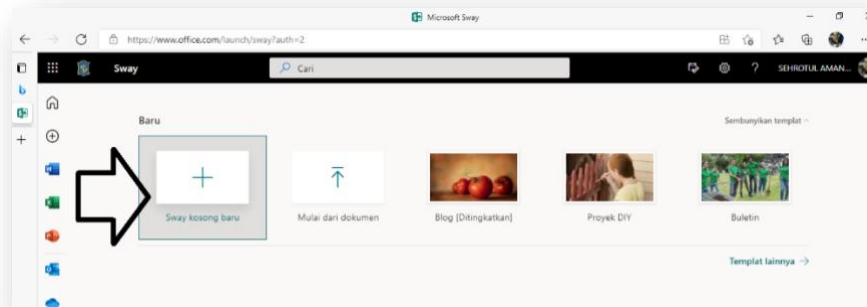 Microsoft Sway
https://www.office.com/launch/sway?auth=2
Sway
Cari
SEHROTUL AMAN...
Baru
Sembunyikan templat
Sway kosong baru
Mulai dari dokumen
Blog [Ditingkatkan]
Proyek DIY
Buletin
Templat lainnya →